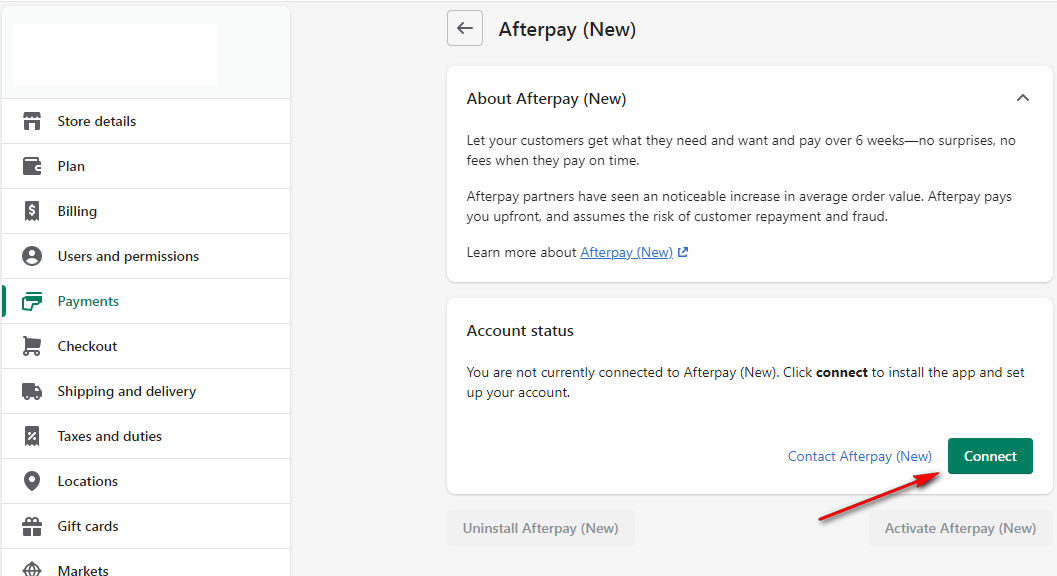 Afterpay (New)
Store details
Plan
Billing
Users and permissions
Payments
Checkout
Shipping and delivery
Taxes and duties
Locations
Gift cards
Markets
About Afterpay (New)
Let your customers get what they need and want and pay over 6 weeks—no surprises, no
fees when they pay on time.
Afterpay partners have seen an noticeable increase in average order value. Afterpay pays
you upfront, and assumes the risk of customer repayment and fraud.
Learn more about Afterpay (New)
Account status
You are not currently connected to Afterpay (New). Click connect to install the app and set
up your account.
Contact Afterpay (New) Connect
Uninstall Afterpay (New) Activate Afterpay (New)